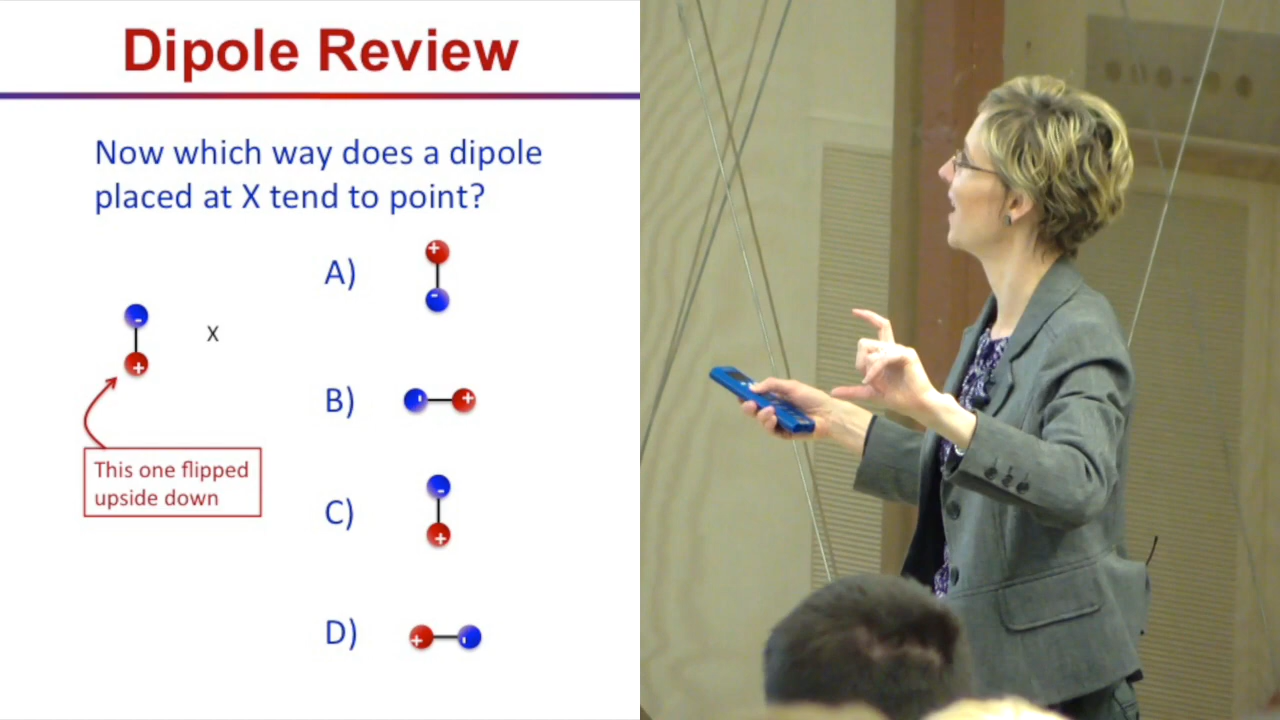 Dipole Review
Now which way does a dipole
placed at X tend to point?
A)
+
-
-
+
X
B)
-
+
This one flipped
upside down
C)
-
+
D)
+
-